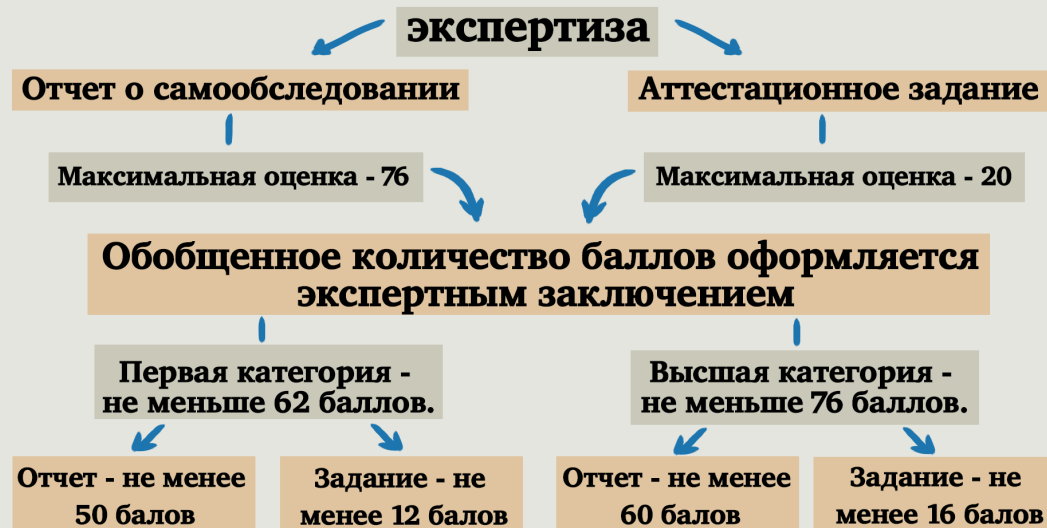 экспертиза
Отчет о самообследовании
Аттестационное задание
Максимальная оценка - 76
Максимальная оценка - 20
Обобщенное количество баллов оформляется
экспертным заключением
Первая категория -
не меньше 62 баллов.
Высшая категория -
не меньше 76 баллов.
Отчет - не менее
50 балов
Задание - не
менее 12 балов
Отчет - не менее
60 балов
Задание - не
менее 16 балов